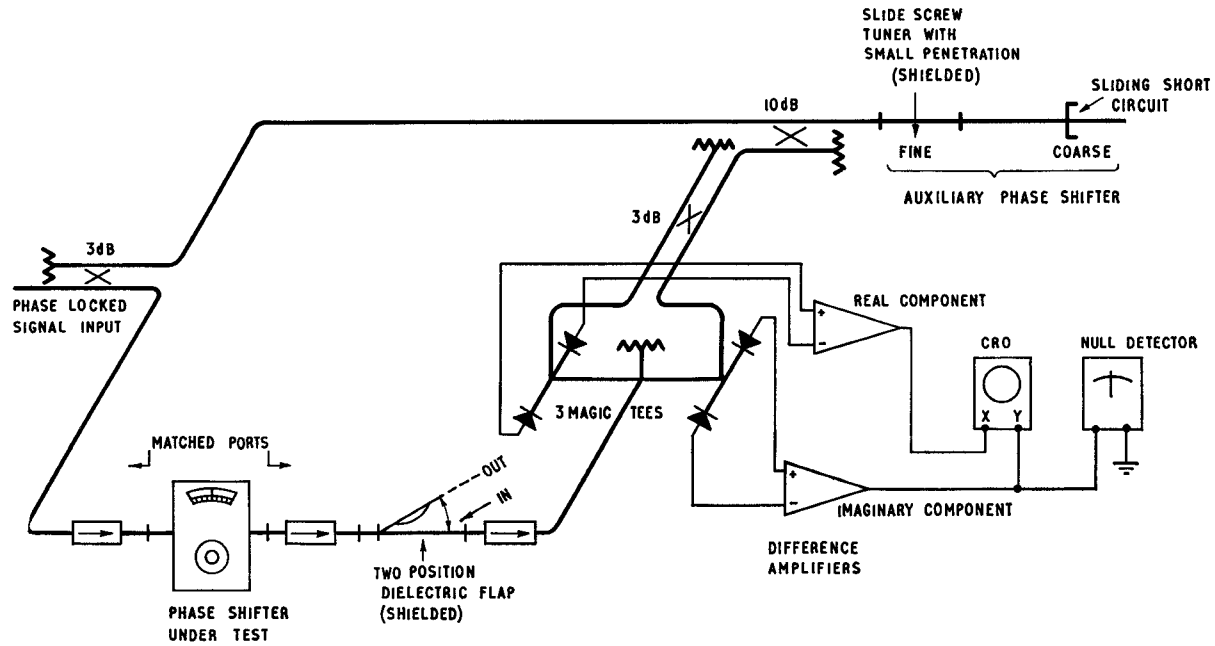 SLIDE SCREW
TUNER WITH
SMALL PENETRATION
(SHIELDED)
SLIDING SHORT
CIRCUIT
10dB
FINE
COARSE
AUXILIARY PHASE SHIFTER
3dB
3dB
PHASE LOCKED
SIGNAL INPUT
+
-
REAL COMPONENT
CRO
X Y
NULL DETECTOR
3 MAGIC TEES
MATCHED PORTS
OUT
IN
+
-
IMAGINARY COMPONENT
DIFFERENCE
AMPLIFIERS
TWO POSITION
DIELECTRIC FLAP
(SHIELDED)
PHASE SHIFTER
UNDER TEST